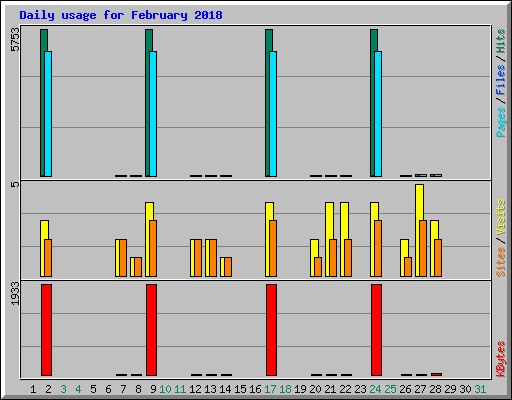 Daily usage for February 2018
5753
Pages / Files / Hits
5
Sites / Visits
1933
KBytes
1 2 3 4 5 6 7 8 9 10 11 12 13 14 15 16 17 18 19 20 21 22 23 24 25 26 27 28 29 30 31